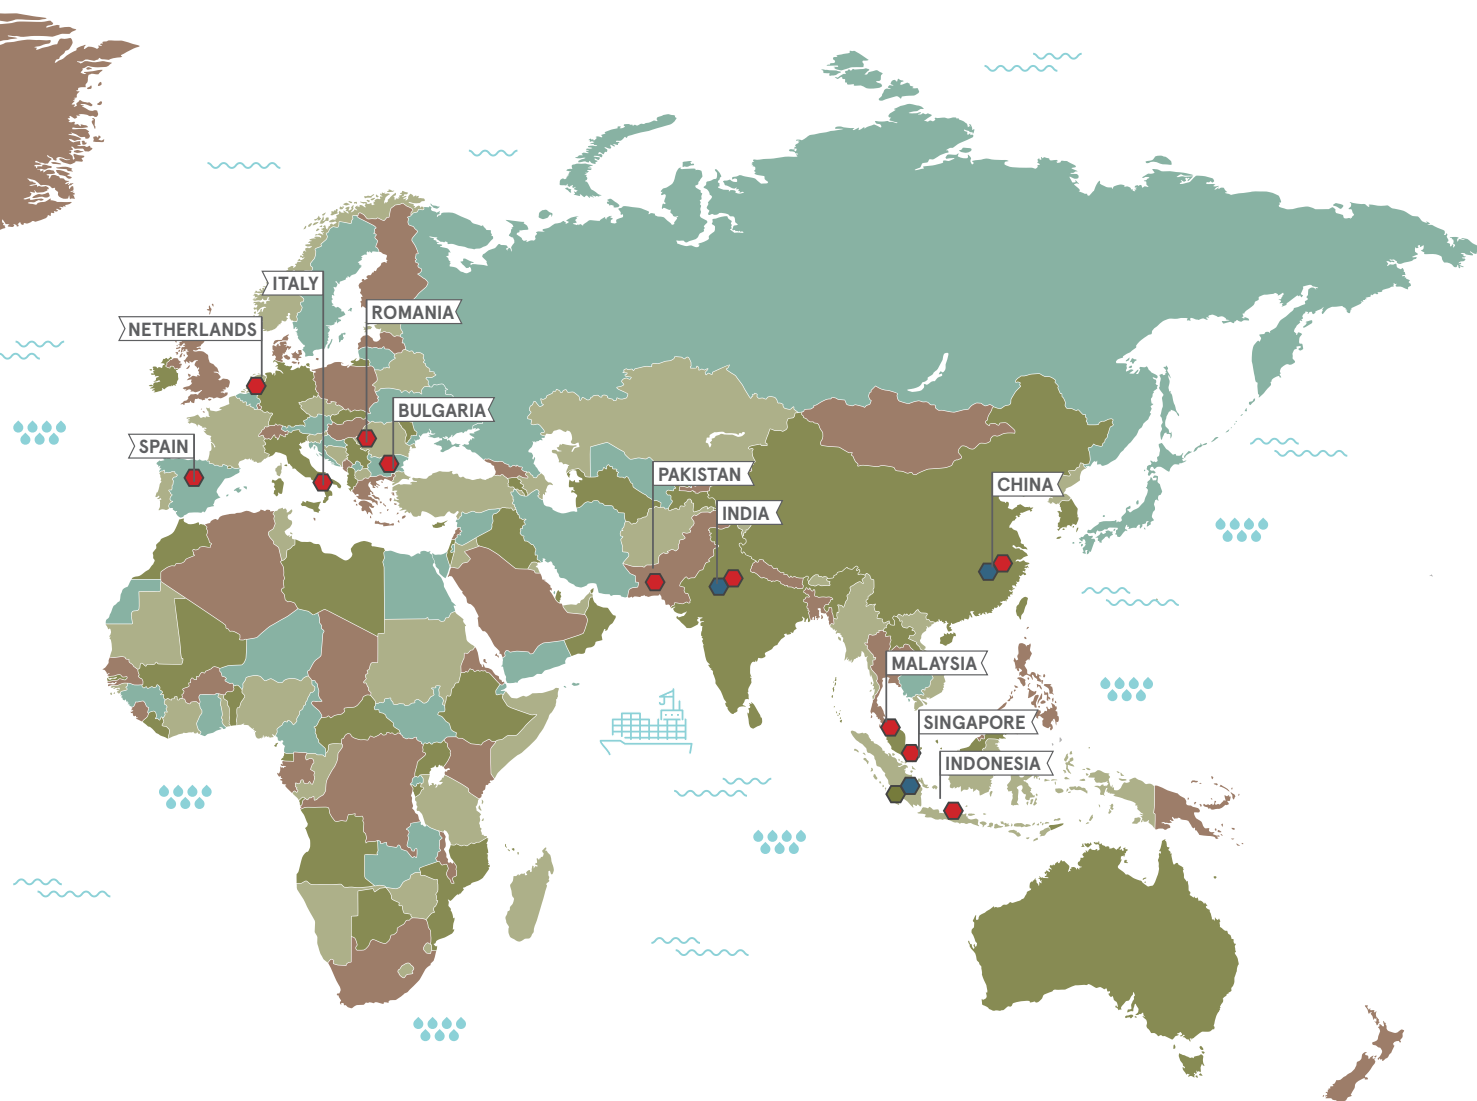 ITALY
ROMANIA
NETHERLANDS
BULGARIA
SPAIN
PAKISTAN
CHINA
INDIA
MALAYSIA
SINGAPORE
INDONESIA